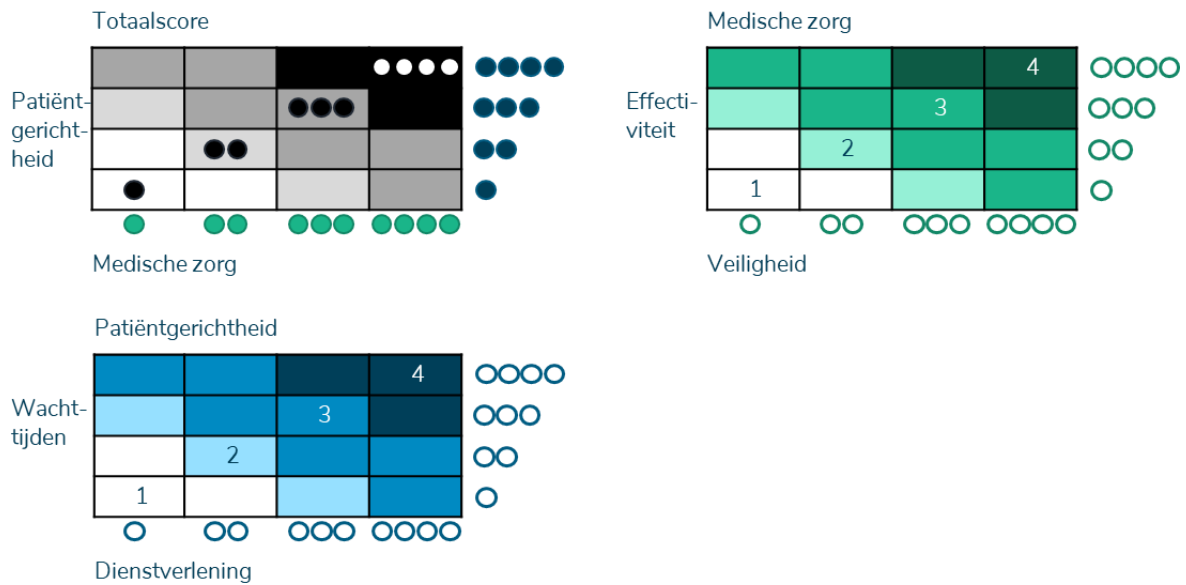 Totaalscore
Patiënt-
gericht-
heid
Medische zorg
Medische zorg
4
3
2
1
Effecti-
viteit
Veiligheid
Patiëntgerichtheid
4
3
2
1
Wacht-
tijden
Dienstverlening